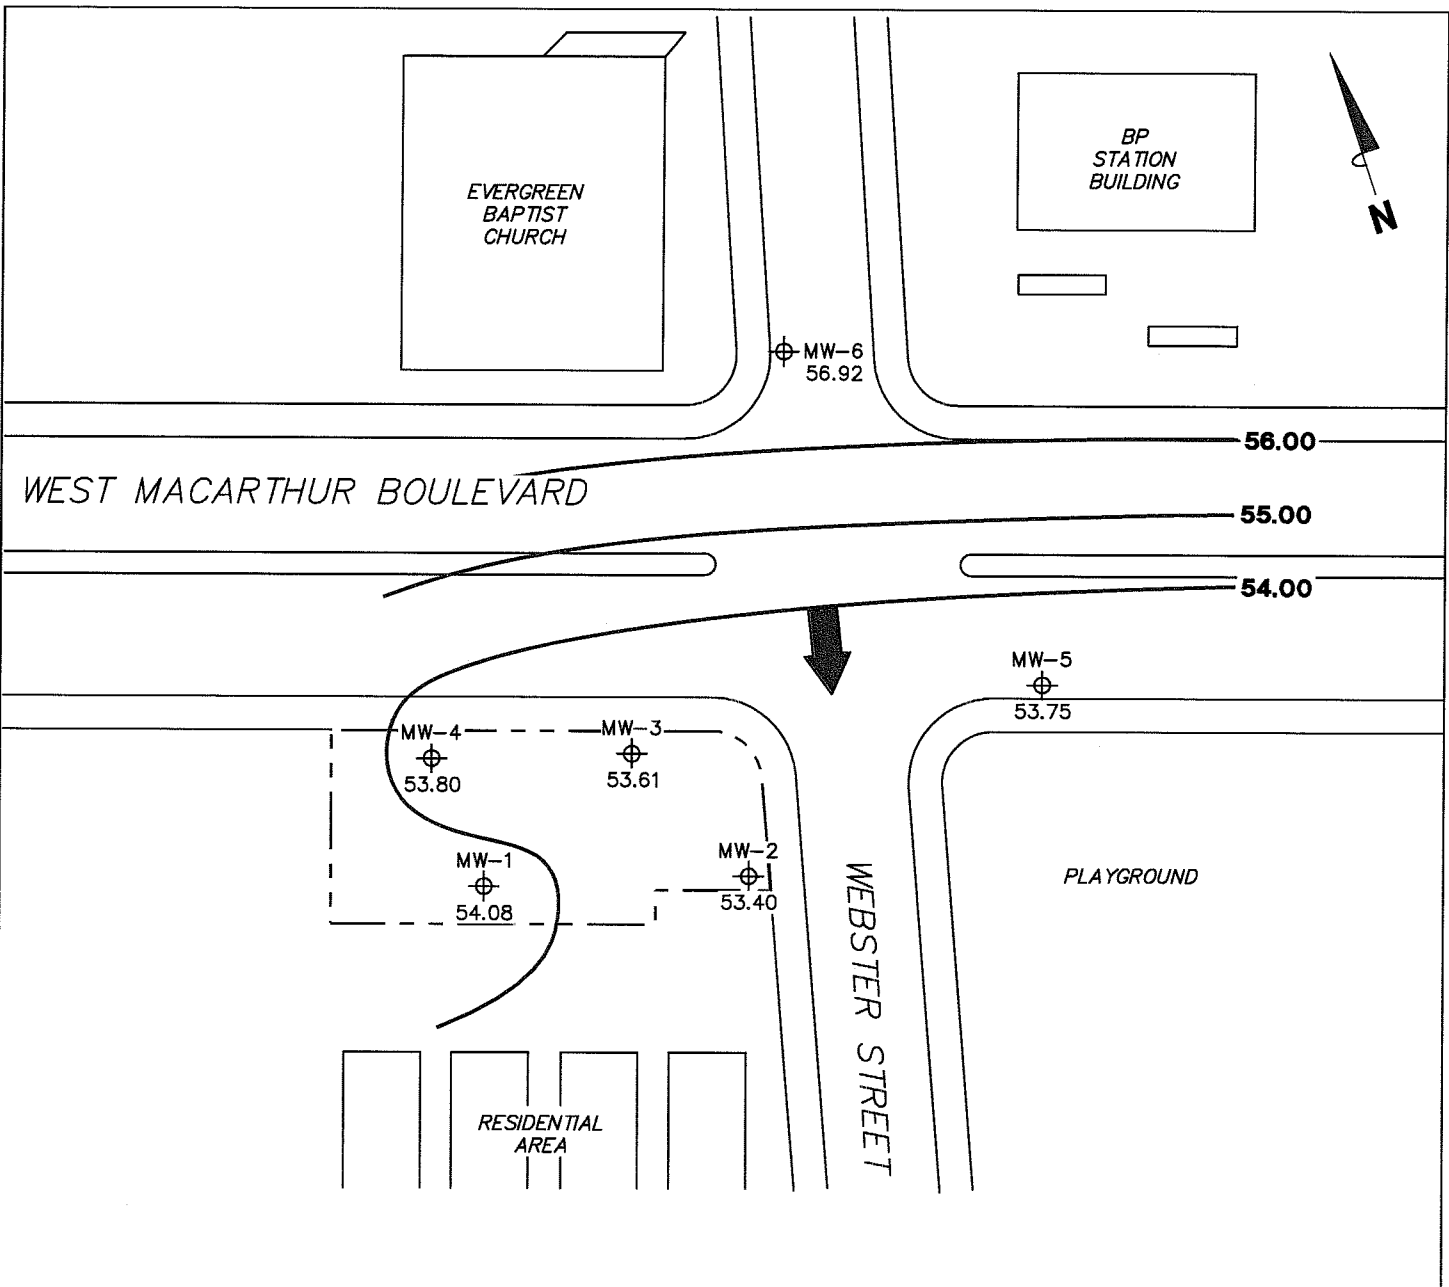 EVERGREEN
BAPTIST
CHURCH
BP
STATION
BUILDING
N
MW-6
56.92
56.00
WEST MACARTHUR BOULEVARD
55.00
54.00
MW-5
53.75
MW-4
53.80
MW-3
53.61
MW-1
54.08
MW-2
53.40
PLAYGROUND
WEBSTER STREET
RESIDENTIAL
AREA